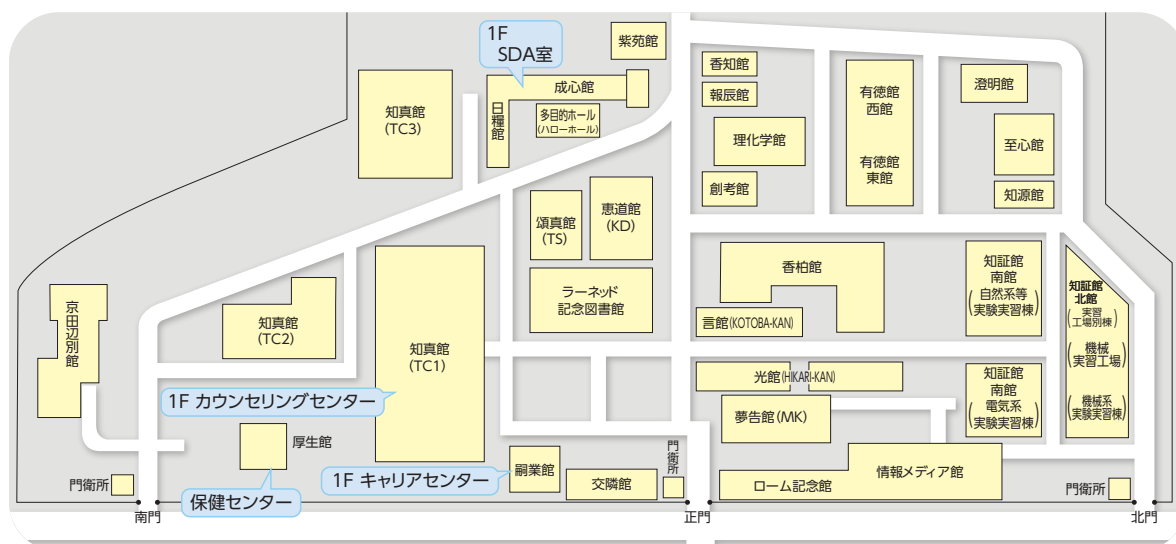 1F
SDA室
紫苑館
成心館
日糧館
多目的ホール
(ハローホール)
知真館
(TC3)
香知館
報辰館
理化学館
創考館
有徳館
西館
有徳館
東館
澄明館
至心館
知源館
頌真館
(TS)
恵道館
(KD)
ラーネッド
記念図書館
香柏館
言館(KOTOBA-KAN)
知証館
南館
(自然系等
実験実習棟)
知証館
北館
(実習
工場別棟)
(機械
実習工場)
(機械系
実験実習棟)
京田辺別館
知真館
(TC2)
知真館
(TC1)
1F カウンセリングセンター
光館(HIKARI-KAN)
夢告館(MK)
知証館
南館
(電気系
実験実習棟)
厚生館
保健センター
1F キャリアセンター
嗣業館
交隣館
門衛所
ローム記念館
情報メディア館
門衛所
門衛所
南門
正門
北門